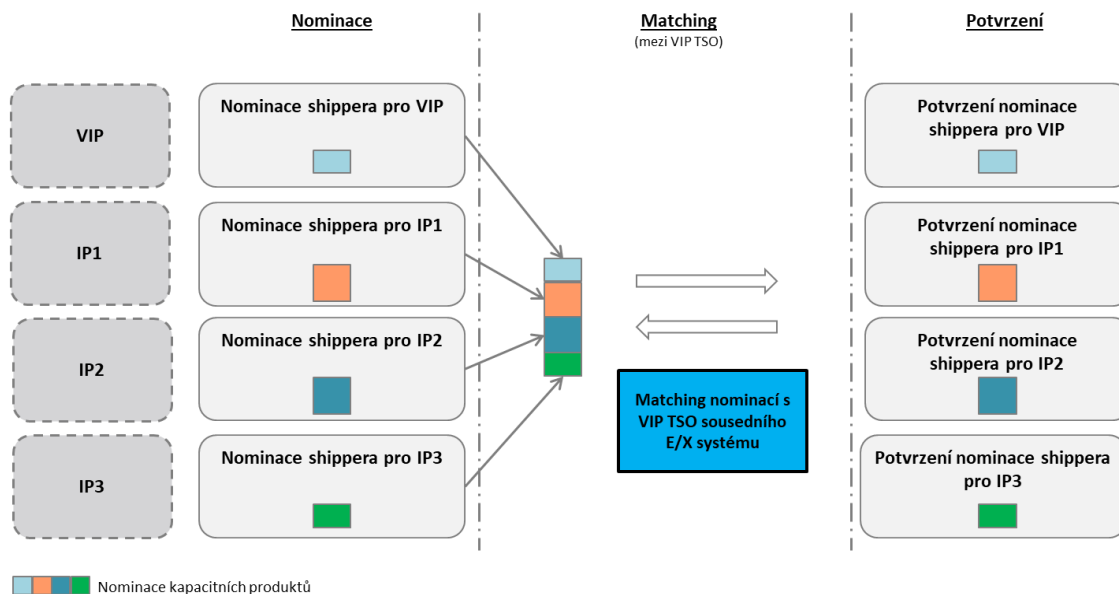 Nominace
Matching
(mezi VIP TSO)
Potvrzení
VIP
Nominace shippera pro VIP
Potvrzení nominace
shippera pro VIP
IP1
Nominace shippera pro IP1
Potvrzení nominace
shippera pro IP1
IP2
Nominace shippera pro IP2
Potvrzení nominace
shippera pro IP2
Matching nominací s
VIP TSO sousedního
E/X systému
IP3
Nominace shippera pro IP3
Potvrzení nominace shippera
pro IP3
Nominace kapacitních produktů